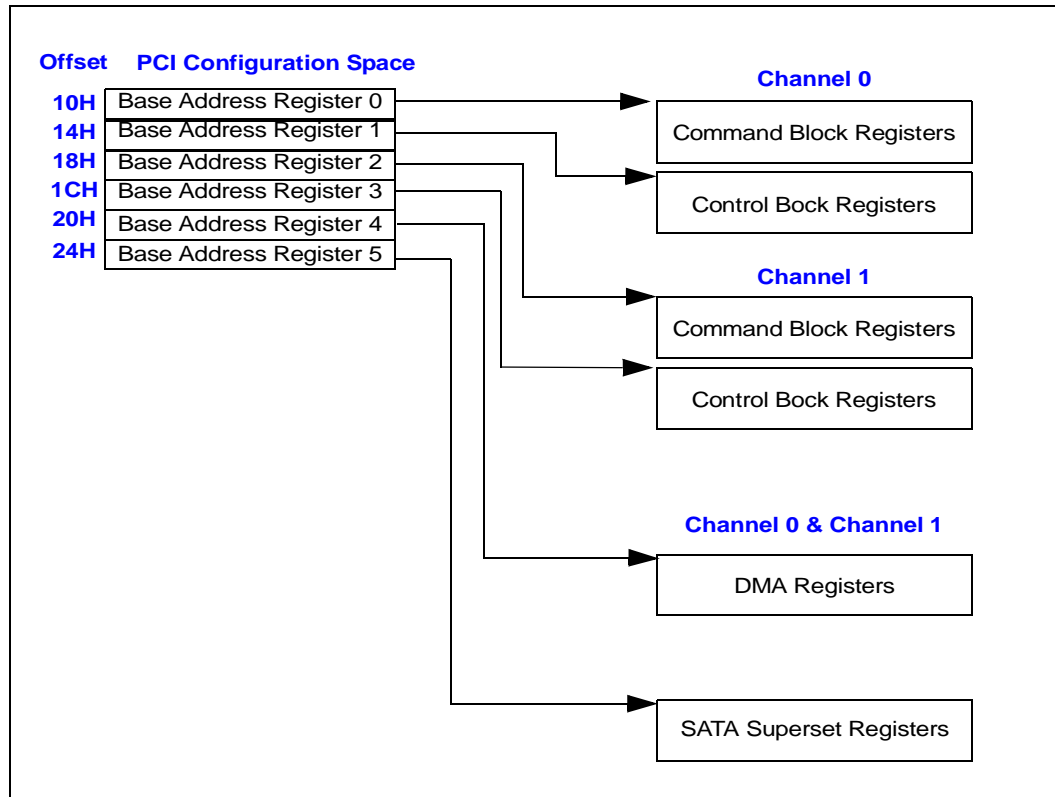 Offset PCI Configuration Space
10H Base Address Register 0
14H Base Address Register 1
18H Base Address Register 2
1CH Base Address Register 3
20H Base Address Register 4
24H Base Address Register 5
Channel 0
Command Block Registers
Control Bock Registers
Channel 1
Command Block Registers
Control Bock Registers
Channel 0 & Channel 1
DMA Registers
SATA Superset Registers